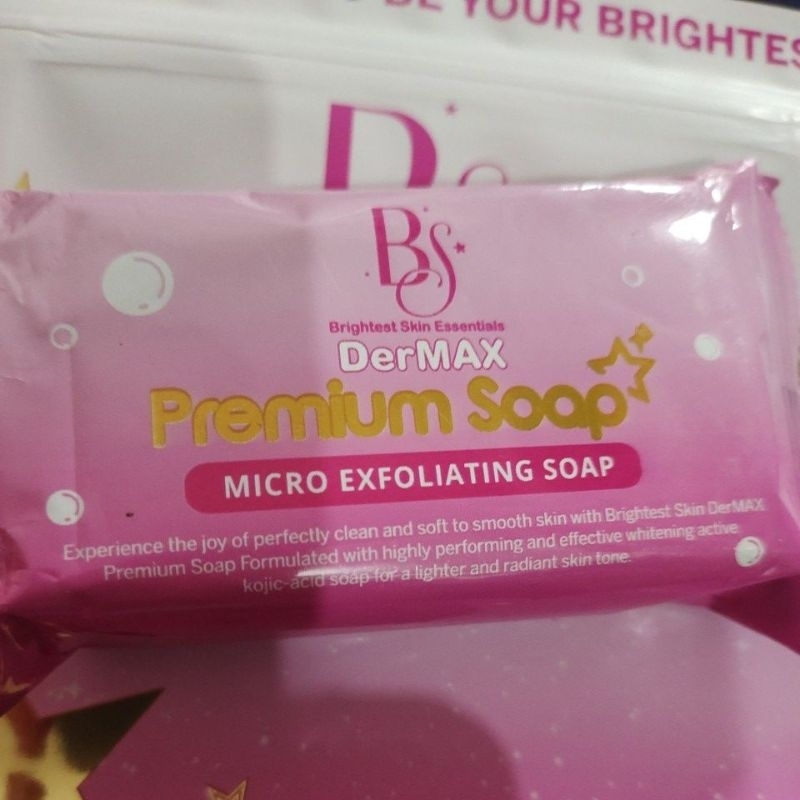 BE YOUR BRIGHTES
BS
BS
Brightest Skin Essentials
DerMAX
Premium Soap
MICRO EXFOLIATING SOAP
Experience the joy of perfectly clean and soft to smooth skin with Brightest Skin DerMAX
Premium Soap Formulated with highly performing and effective whitening active
kojic-acid soap for a lighter and radiant skin tone.